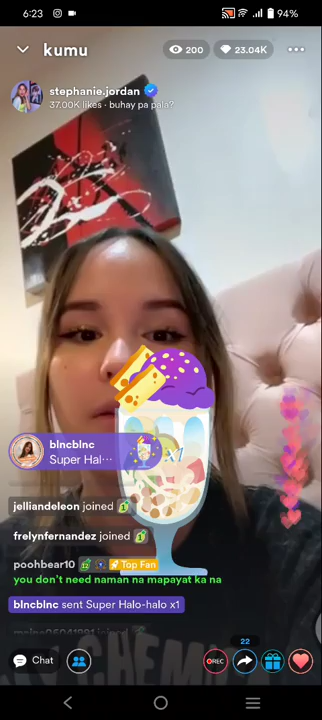 6:23
94%
kumu
200
23.04K
stephanie.jordan
37.00K likes · buhay pa pala?
blncblnc
Super Hal···
x1
jelliandeleon joined
frelynfernandez joined
poohbear10 Top Fan
you don't need naman na mapayat ka na
blncblnc sent Super Halo-halo x1
22
Chat
REC
CHEM